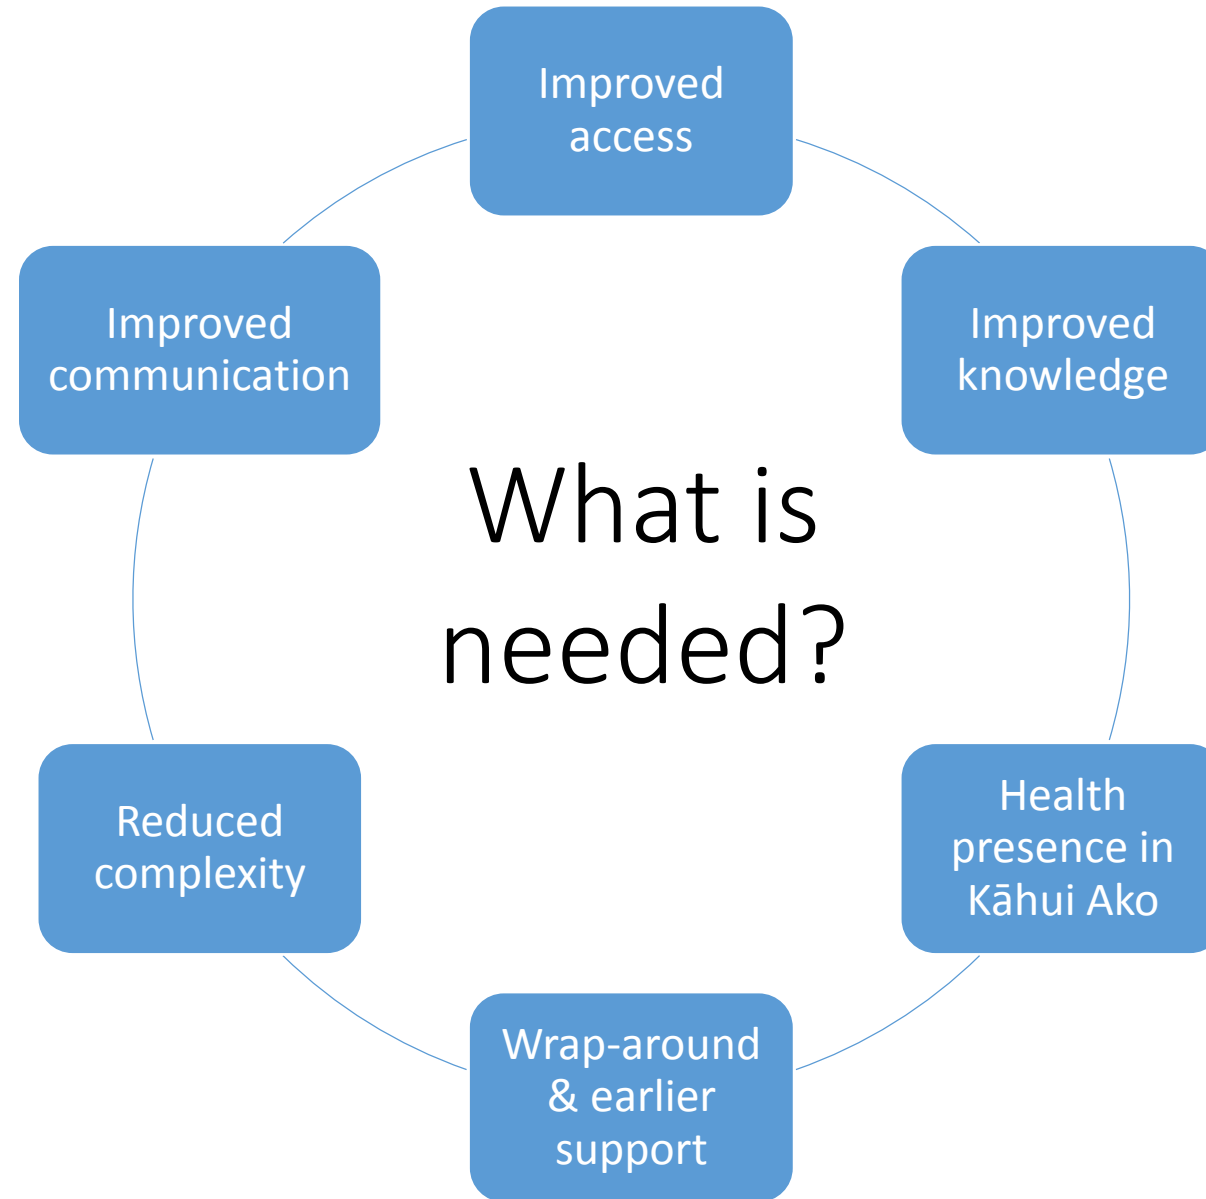 Improved
access
Improved
knowledge
Health
presence in
Kāhui Ako
Wrap-around
& earlier
support
Reduced
complexity
Improved
communication
What is
needed?